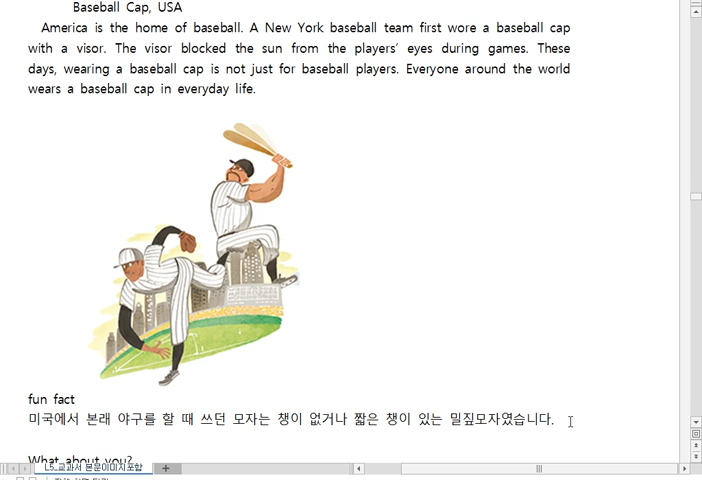 Baseball Cap, USA
America is the home of baseball. A New York baseball team first wore a baseball cap
with a visor. The visor blocked the sun from the players' eyes during games. These
days, wearing a baseball cap is not just for baseball players. Everyone around the world
wears a baseball cap in everyday life.
fun fact
미국에서 본래 야구를 할 때 쓰던 모자는 챙이 없거나 짧은 챙이 있는 밀짚모자였습니다.
What about you?
L5_교과서 본문이미지포함